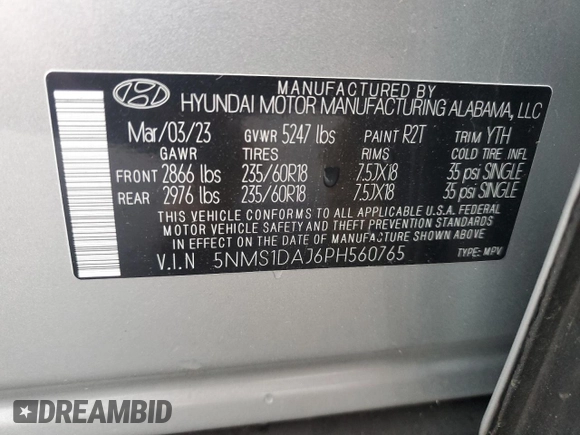 MANUFACTURED BY
HYUNDAI MOTOR MANUFACTURING ALABAMA, LLC
Mar/03/23 GVWR 5247 lbs PAINT R2T TRIM YTH
GAWR TIRES RIMS COLD TIRE INFL
FRONT 2866 lbs 235/60R18 7.5JX18 35 psi SINGLE
REAR 2976 lbs 235/60R18 7.5JX18 35 psi SINGLE
THIS VEHICLE CONFORMS TO ALL APPLICABLE U.S.A. FEDERAL
MOTOR VEHICLE SAFETY AND THEFT PREVENTION STANDARDS
IN EFFECT ON THE DATE OF MANUFACTURE SHOWN ABOVE
V.I.N 5NMS1DAJ6PH560765 TYPE: MPV
DREAMBID